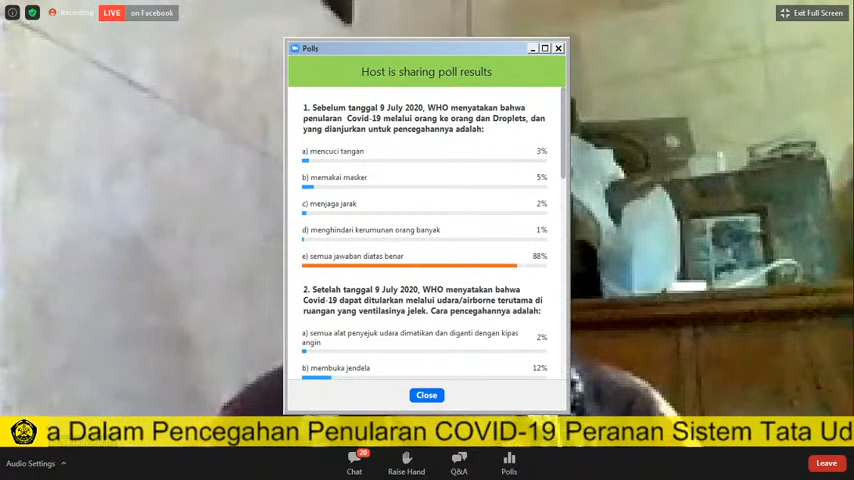 Recording
LIVE on Facebook
Exit Full Screen
Polls
Host is sharing poll results
1. Sebelum tanggal 9 July 2020, WHO menyatakan bahwa
penularan Covid-19 melalui orang ke orang dan Droplets, dan
yang dianjurkan untuk pencegahannya adalah:
a) mencuci tangan 3%
b) memakai masker 5%
c) menjaga jarak 2%
d) menghindari kerumunan orang banyak 1%
e) semua jawaban diatas benar 88%
2. Setelah tanggal 9 July 2020, WHO menyatakan bahwa
Covid-19 dapat ditularkan melalui udara/airborne terutama di
ruangan yang ventilasinya jelek. Cara pencegahannya adalah:
a) semua alat penyejuk udara dimatikan dan diganti dengan kipas
angin 2%
b) membuka jendela 12%
Close
a Dalam Pencegahan Penularan COVID-19 Peranan Sistem Tata Ud
Audio Settings
20
Chat
Raise Hand
Q&A
Polls
Leave